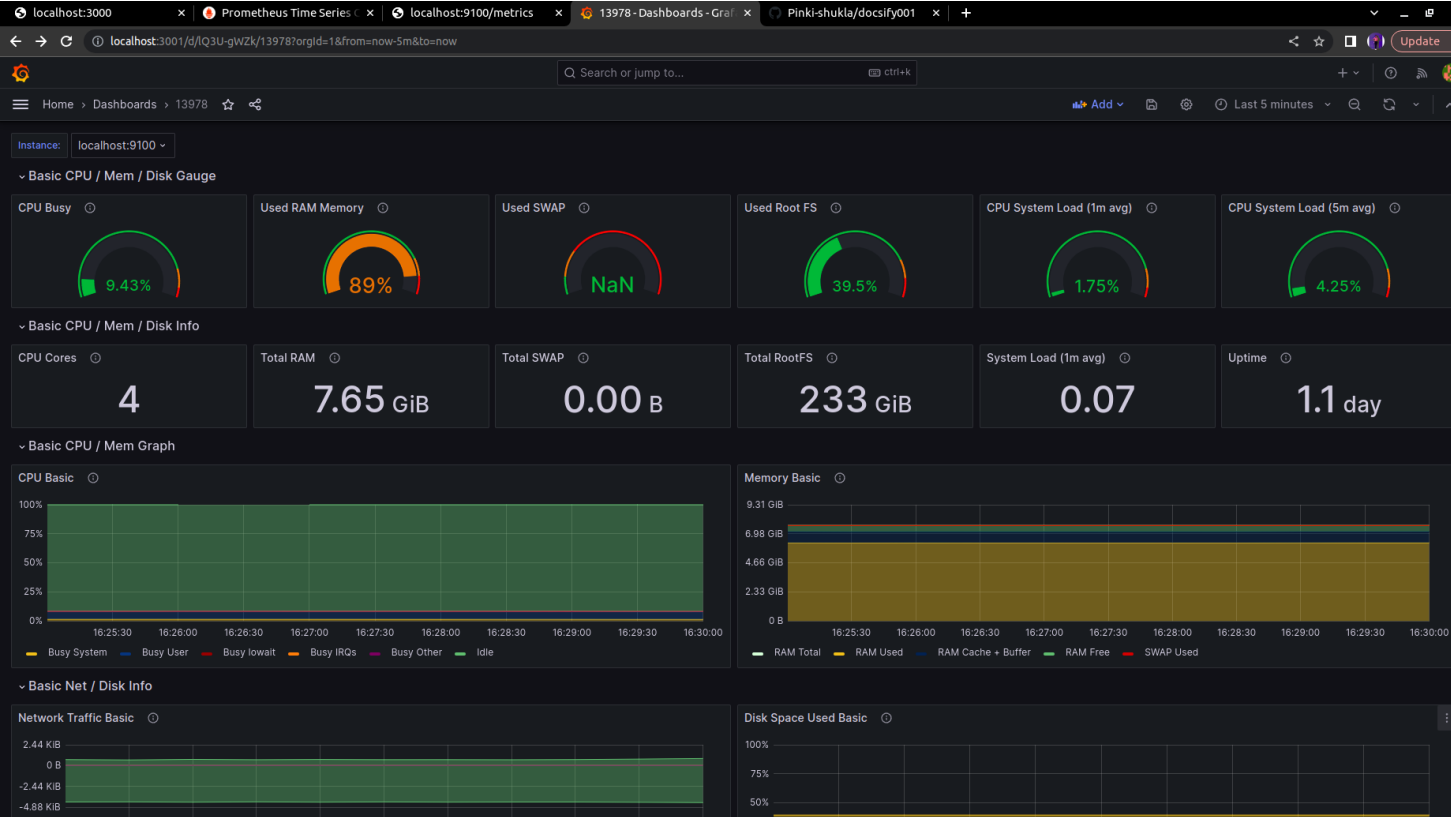 localhost:3000
Prometheus Time Series C
localhost:9100/metrics
13978 - Dashboards - Graf
Pinki-shukla/docsify001
localhost:3001/d/lQ3U-gWZk/13978?orgId=1&from=now-5m&to=now
Update
Search or jump to...
ctrl+k
Home › Dashboards › 13978
Add
Last 5 minutes
Instance:
localhost:9100
Basic CPU / Mem / Disk Gauge
CPU Busy
Used RAM Memory
Used SWAP
Used Root FS
CPU System Load (1m avg)
CPU System Load (5m avg)
9.43%
89%
NaN
39.5%
1.75%
4.25%
Basic CPU / Mem / Disk Info
CPU Cores
Total RAM
Total SWAP
Total RootFS
System Load (1m avg)
Uptime
4
7.65 GiB
0.00 B
233 GiB
0.07
1.1 day
Basic CPU / Mem Graph
CPU Basic
100%
75%
50%
25%
0%
16:25:30 16:26:00 16:26:30 16:27:00 16:27:30 16:28:00 16:28:30 16:29:00 16:29:30 16:30:00
Busy System Busy User Busy Iowait Busy IRQs Busy Other Idle
Memory Basic
9.31 GiB
6.98 GiB
4.66 GiB
2.33 GiB
0 B
16:25:30 16:26:00 16:26:30 16:27:00 16:27:30 16:28:00 16:28:30 16:29:00 16:29:30 16:30:00
RAM Total RAM Used RAM Cache + Buffer RAM Free SWAP Used
Basic Net / Disk Info
Network Traffic Basic
2.44 KiB
0 B
-2.44 KiB
-4.88 KiB
Disk Space Used Basic
100%
75%
50%